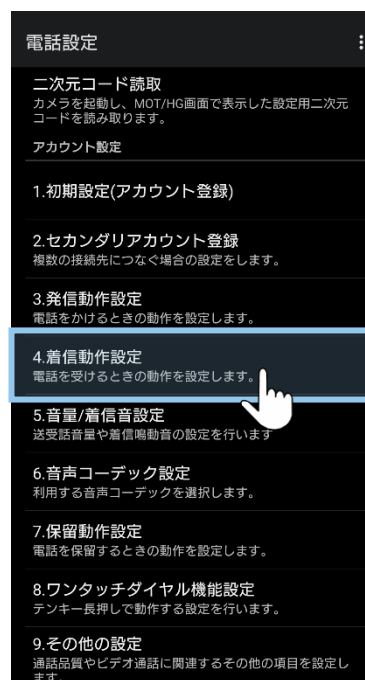 電話設定
二次元コード読取
カメラを起動し、MOT/HG画面で表示した設定用二次元
コードを読み取ります。
アカウント設定
1.初期設定(アカウント登録)
2.セカンダリアカウント登録
複数の接続先につなぐ場合の設定をします。
3.発信動作設定
電話をかけるときの動作を設定します。
4.着信動作設定
電話を受けるときの動作を設定します。
5.音量/着信音設定
送受話音量や着信鳴動音の設定を行います
6.音声コーデック設定
利用する音声コーデックを選択します。
7.保留動作設定
電話を保留するときの動作を設定します。
8.ワンタッチダイヤル機能設定
テンキー長押しで動作する設定を行います。
9.その他の設定
通話品質やビデオ通話に関連するその他の項目を設定し
ます。